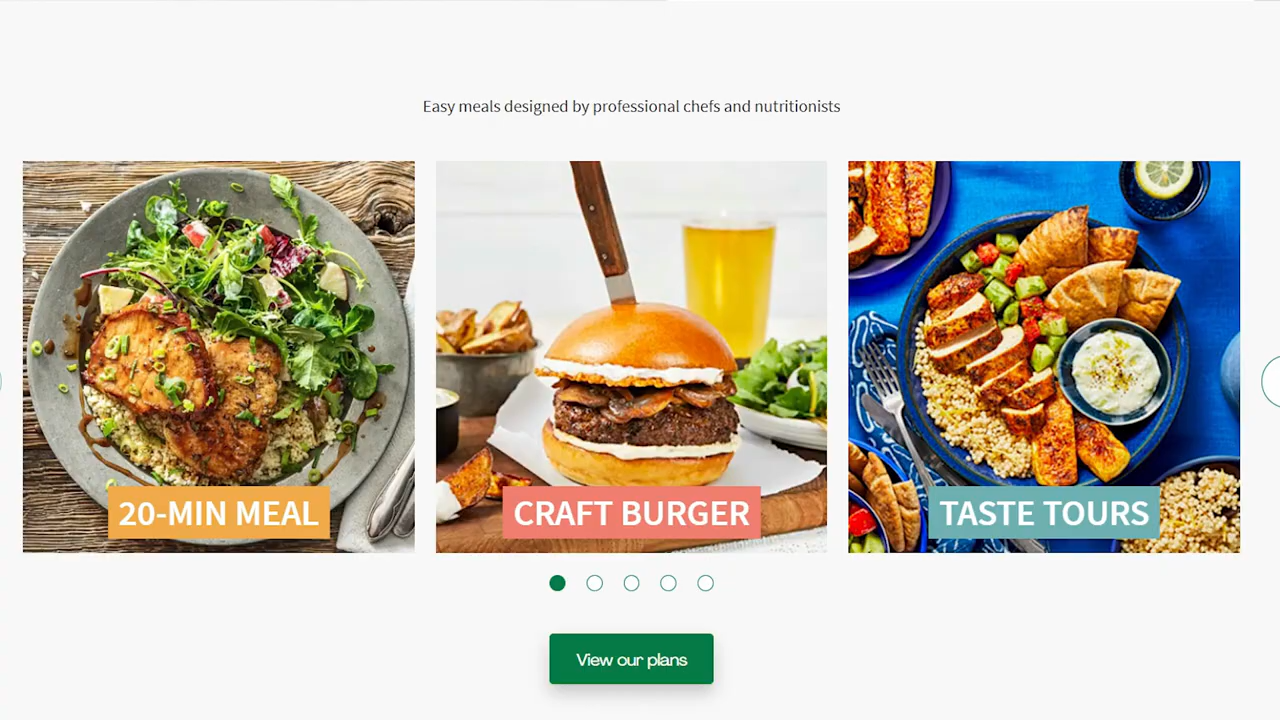 Easy meals designed by professional chefs and nutritionists
20-MIN MEAL
CRAFT BURGER
TASTE TOURS
View our plans